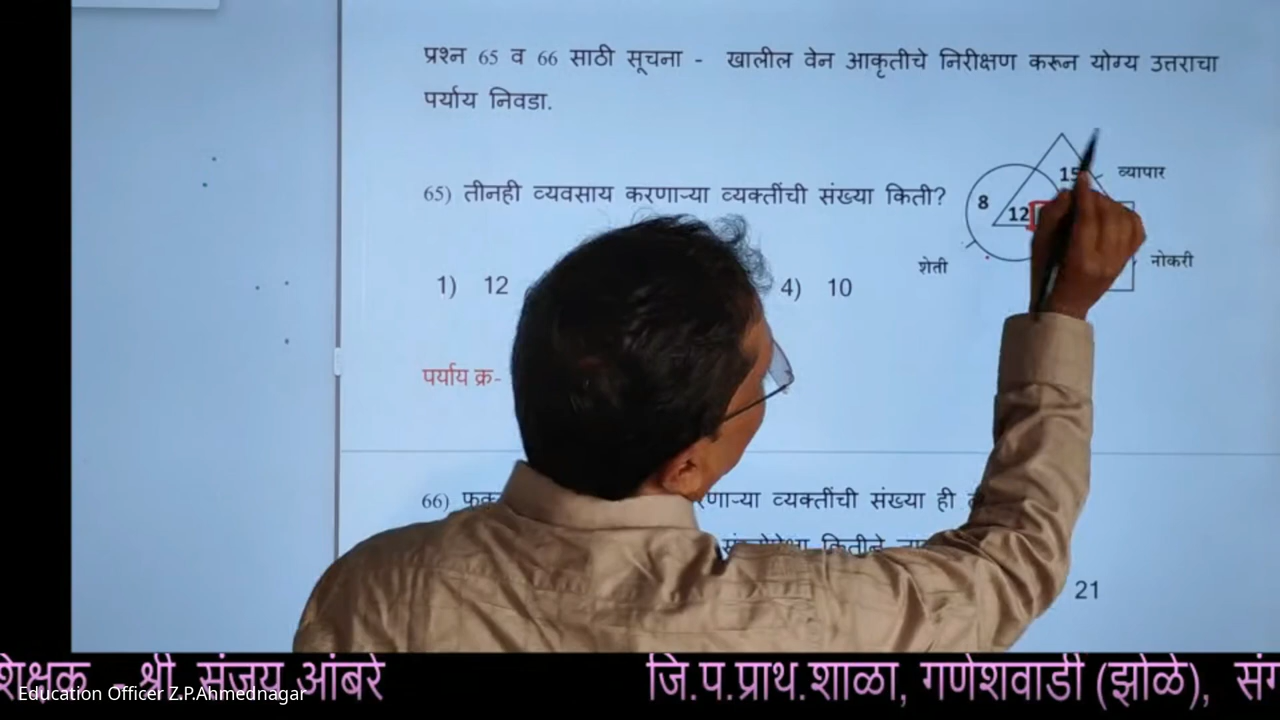 प्रश्न 65 व 66 साठी सूचना - खालील वेन आकृतीचे निरीक्षण करून योग्य उत्तराचा
पर्याय निवडा.
65) तीनही व्यवसाय करणाऱ्या व्यक्तींची संख्या किती?
15
व्यापार
8
12
शेती
नोकरी
1) 12
4) 10
पर्याय क्र-
66)
व्यक्तींची संख्या ही
21
शिक्षक - श्री. संजय आंबरे
जि.प.प्राथ.शाळा, गणेशवाडी (झोळे),
Education Officer Z.P.Ahmednagar